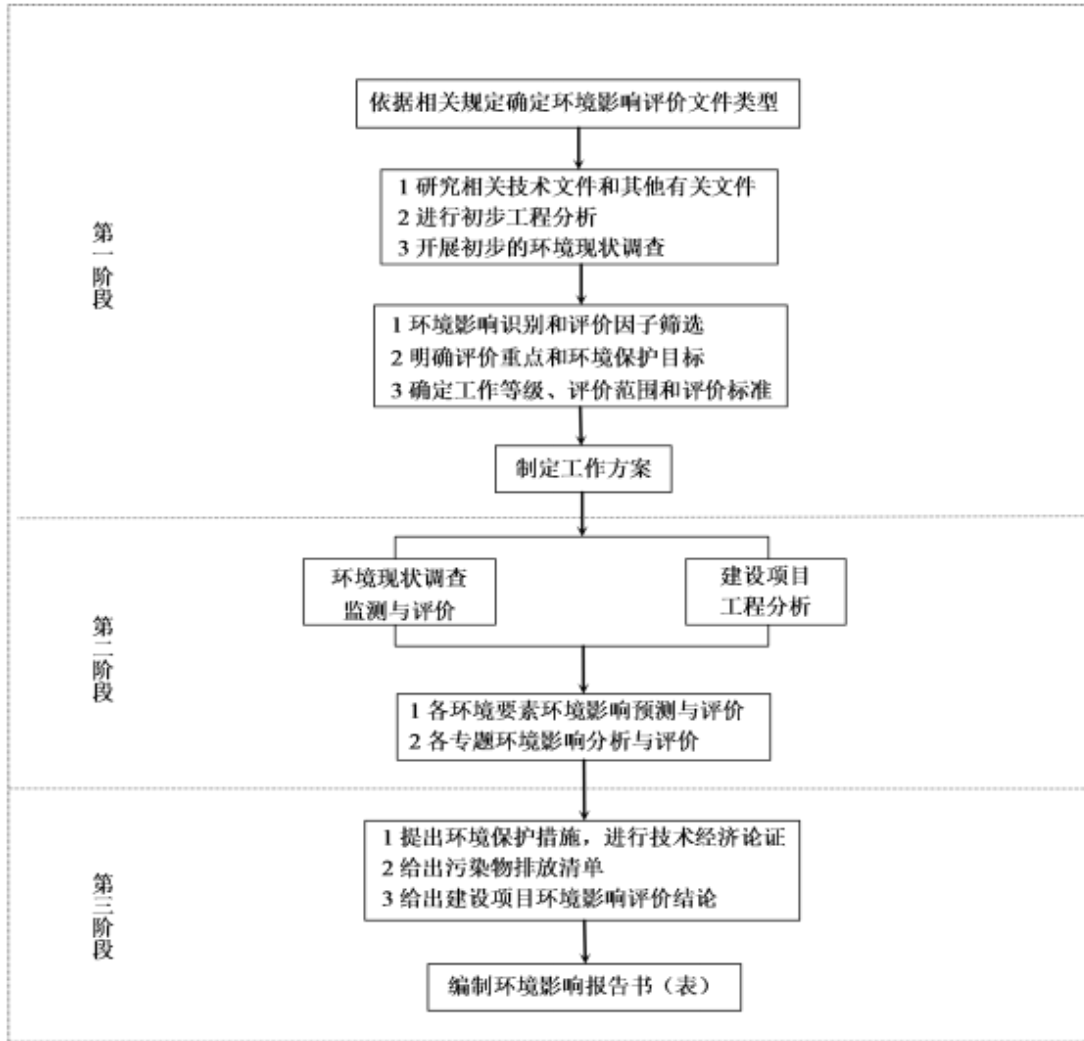 第一阶段
依据相关规定确定环境影响评价文件类型
1 研究相关技术文件和其他有关文件
2 进行初步工程分析
3 开展初步的环境现状调查
1 环境影响识别和评价因子筛选
2 明确评价重点和环境保护目标
3 确定工作等级、评价范围和评价标准
制定工作方案
第二阶段
环境现状调查
监测与评价
建设项目
工程分析
1 各环境要素环境影响预测与评价
2 各专题环境影响分析与评价
第三阶段
1 提出环境保护措施，进行技术经济论证
2 给出污染物排放清单
3 给出建设项目环境影响评价结论
编制环境影响报告书（表）